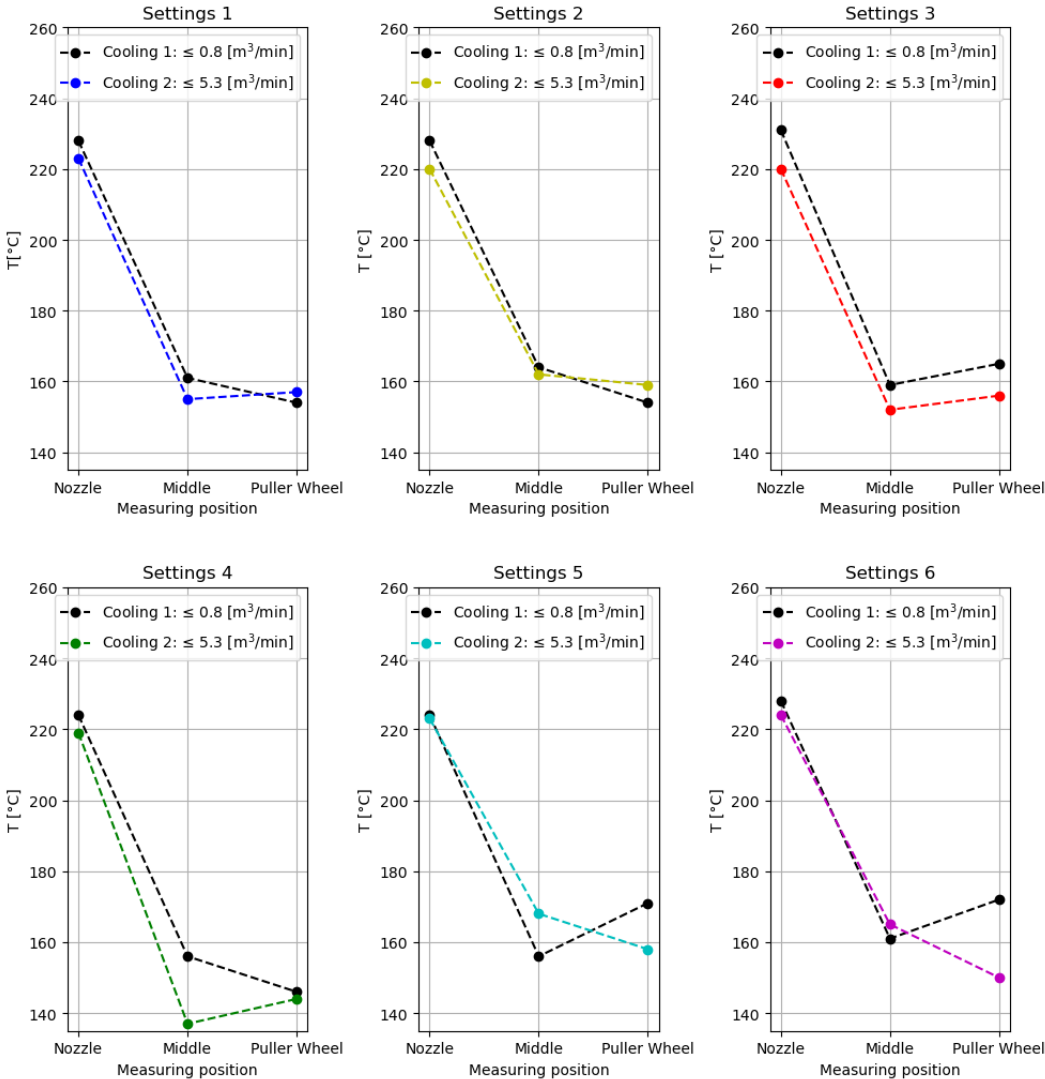 Settings 1
260
240
220
200
180
160
140
T[°C]
Cooling 1: ≤ 0.8 [m³/min]
Cooling 2: ≤ 5.3 [m³/min]
Nozzle Middle Puller Wheel
Measuring position
Settings 2
260
240
220
200
180
160
140
T [°C]
Cooling 1: ≤ 0.8 [m³/min]
Cooling 2: ≤ 5.3 [m³/min]
Nozzle Middle Puller Wheel
Measuring position
Settings 3
260
240
220
200
180
160
140
T [°C]
Cooling 1: ≤ 0.8 [m³/min]
Cooling 2: ≤ 5.3 [m³/min]
Nozzle Middle Puller Wheel
Measuring position
Settings 4
260
240
220
200
180
160
140
T [°C]
Cooling 1: ≤ 0.8 [m³/min]
Cooling 2: ≤ 5.3 [m³/min]
Nozzle Middle Puller Wheel
Measuring position
Settings 5
260
240
220
200
180
160
140
T [°C]
Cooling 1: ≤ 0.8 [m³/min]
Cooling 2: ≤ 5.3 [m³/min]
Nozzle Middle Puller Wheel
Measuring position
Settings 6
260
240
220
200
180
160
140
T [°C]
Cooling 1: ≤ 0.8 [m³/min]
Cooling 2: ≤ 5.3 [m³/min]
Nozzle Middle Puller Wheel
Measuring position